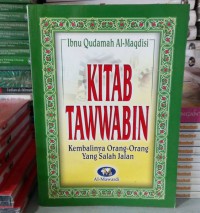 Ibnu Qudamah Al-Maqdisi
KITAB
TAWWABIN
Kembalinya Orang-Orang
Yang Salah Jalan